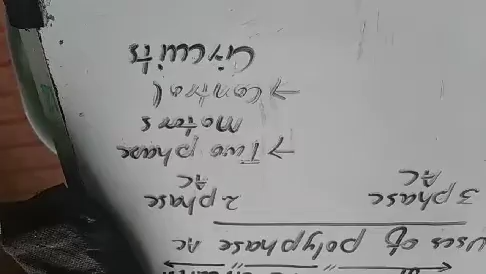 Uses of polyphase AC
3 phase 2 phase
AC AC
→ Two phase
motors
→ Control
Circuits